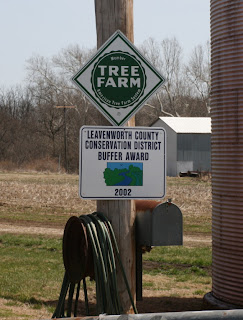 TREE
FARM
LEAVENWORTH COUNTY
CONSERVATION DISTRICT
BUFFER AWARD
2002